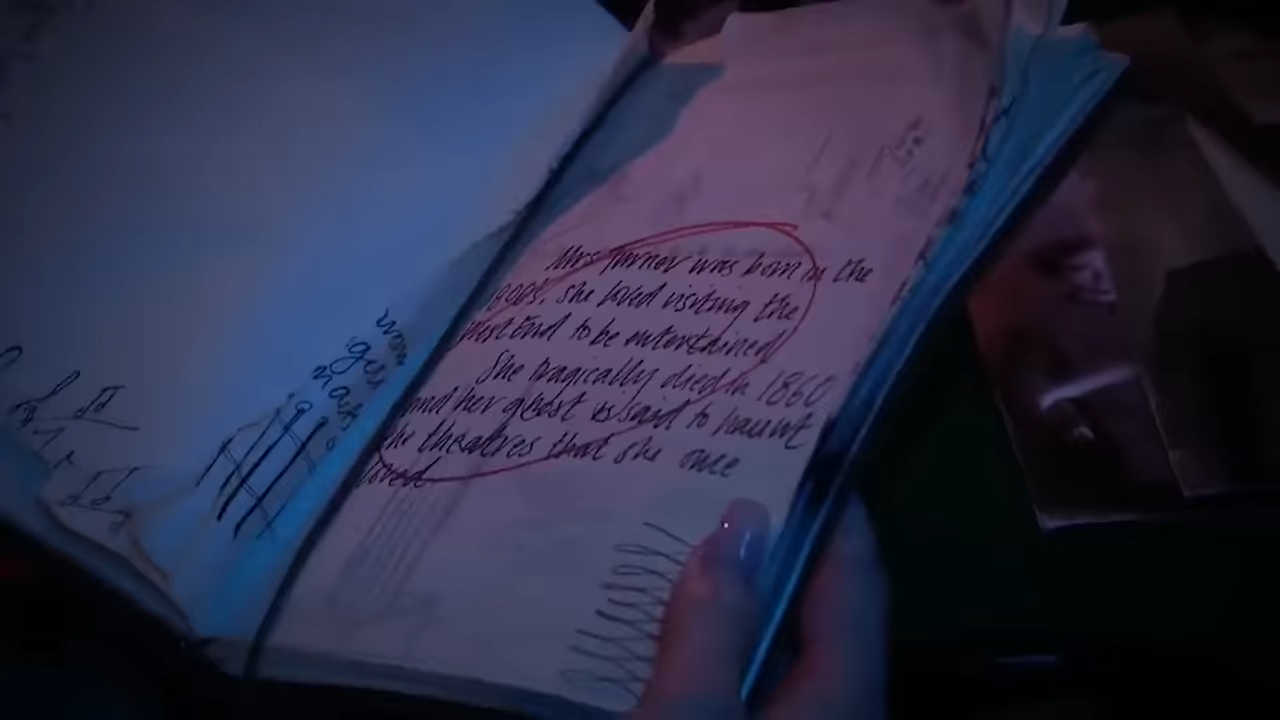 Mrs Turner was born in the
1900s. She loved visiting the
West End to be entertained
She tragically died in 1860
and her ghost is said to haunt
the theatres that she once
loved